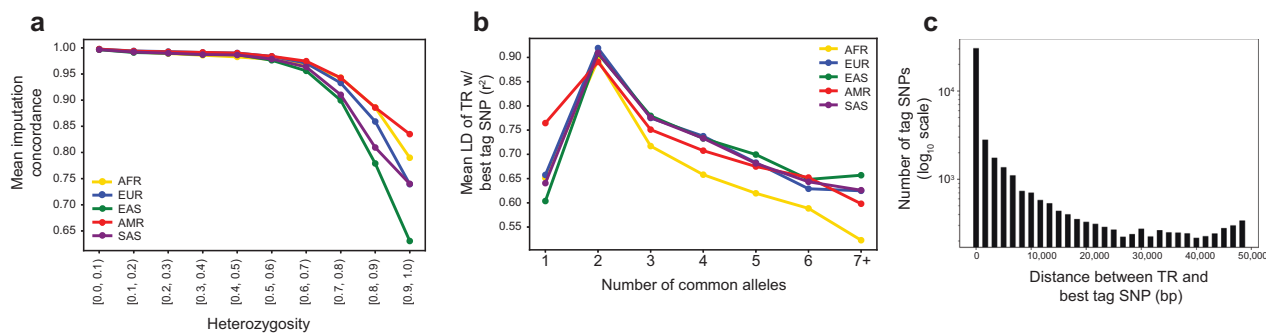 a
Mean imputation
concordance
1.00
0.95
0.90
0.85
0.80
0.75
0.70
0.65
AFR
EUR
EAS
AMR
SAS
[0.0, 0.1)
[0.1, 0.2)
[0.2, 0.3)
[0.3, 0.4)
[0.4, 0.5)
[0.5, 0.6)
[0.6, 0.7)
[0.7, 0.8)
[0.8, 0.9)
[0.9, 1.0)
Heterozygosity
b
Mean LD of TR w/
best tag SNP (r²)
0.90
0.85
0.80
0.75
0.70
0.65
0.60
0.55
AFR
EUR
EAS
AMR
SAS
1 2 3 4 5 6 7+
Number of common alleles
c
Number of tag SNPs
(log₁₀ scale)
10⁴
10³
0 10,000 20,000 30,000 40,000 50,000
Distance between TR and
best tag SNP (bp)